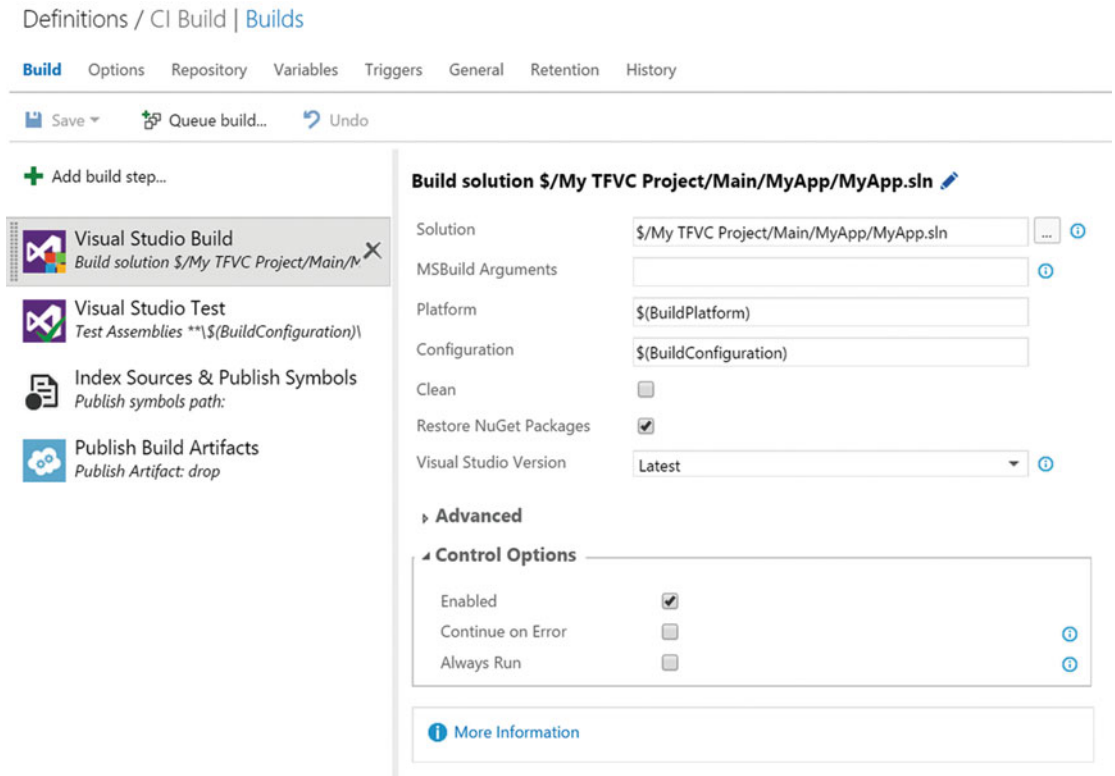 Definitions / CI Build | Builds
Build Options Repository Variables Triggers General Retention History
Save Queue build... Undo
Add build step...
Visual Studio Build
Build solution $/My TFVC Project/Main/M
Visual Studio Test
Test Assemblies **\$(BuildConfiguration)\
Index Sources & Publish Symbols
Publish symbols path:
Publish Build Artifacts
Publish Artifact: drop
Build solution $/My TFVC Project/Main/MyApp/MyApp.sln
Solution $/My TFVC Project/Main/MyApp/MyApp.sln ...
MSBuild Arguments
Platform $(BuildPlatform)
Configuration $(BuildConfiguration)
Clean
Restore NuGet Packages
Visual Studio Version Latest
Advanced
Control Options
Enabled
Continue on Error
Always Run
More Information